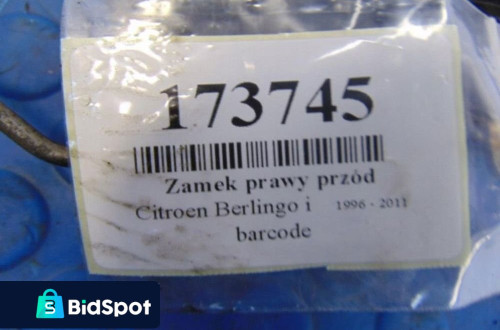 173745
Zamek prawy przód
Citroen Berlingo i 1996 - 2011
barcode
BidSpot